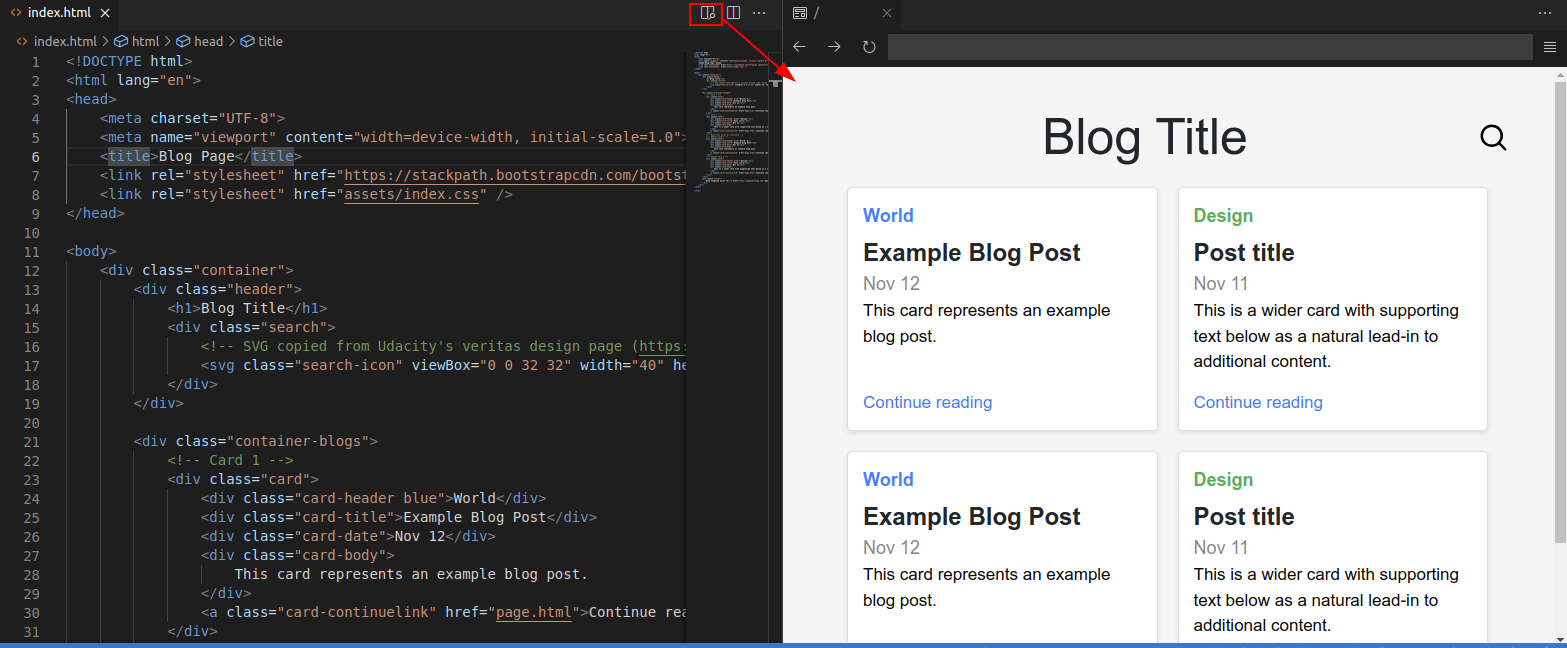 index.html
index.html > html > head > title
1 <!DOCTYPE html>
2 <html lang="en">
3 <head>
4 <meta charset="UTF-8">
5 <meta name="viewport" content="width=device-width, initial-scale=1.0">
6 <title>Blog Page</title>
7 <link rel="stylesheet" href="https://stackpath.bootstrapcdn.com/bootst
8 <link rel="stylesheet" href="assets/index.css" />
9 </head>
10
11 <body>
12 <div class="container">
13 <div class="header">
14 <h1>Blog Title</h1>
15 <div class="search">
16 <!-- SVG copied from Udacity's veritas design page (https:
17 <svg class="search-icon" viewBox="0 0 32 32" width="40" he
18 </div>
19 </div>
20
21 <div class="container-blogs">
22 <!-- Card 1 -->
23 <div class="card">
24 <div class="card-header blue">World</div>
25 <div class="card-title">Example Blog Post</div>
26 <div class="card-date">Nov 12</div>
27 <div class="card-body">
28 This card represents an example blog post.
29 </div>
30 <a class="card-continuelink" href="page.html">Continue rea
31 </div>
/
Blog Title
World
Example Blog Post
Nov 12
This card represents an example
blog post.
Continue reading
Design
Post title
Nov 11
This is a wider card with supporting
text below as a natural lead-in to
additional content.
Continue reading
World
Example Blog Post
Nov 12
This card represents an example
blog post.
Design
Post title
Nov 11
This is a wider card with supporting
text below as a natural lead-in to
additional content.